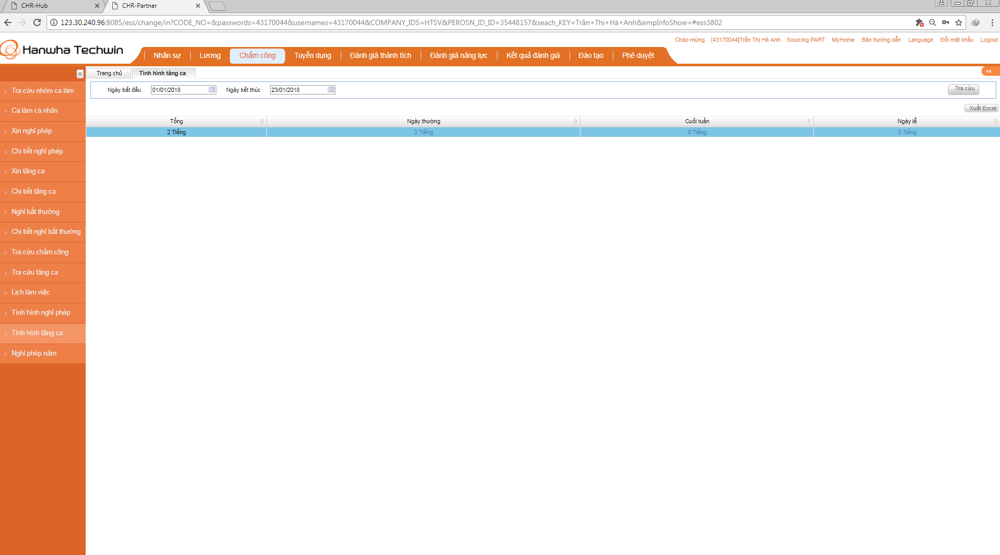 CHR-Hub
CHR-Partner
123.30.240.96:8085/ess/change/in?CODE_NO=&passwords=43170044&usernames=43170044&COMPANY_IDS=HTSV&PEROSN_ID_ID=35448157&seach_KEY=Trần+Thị+Hà+Anh&empInfoShow=#ess3802
Chào mừng [43170044]Trần Thị Hà Anh Sourcing PART MyHome Bản hướng dẫn Language Đổi mật khẩu Logout
Hanwha Techwin
Nhân sự Lương Chấm công Tuyển dụng Đánh giá thành tích Đánh giá năng lực Kết quả đánh giá Đào tạo Phê duyệt
« Trang chủ Tình hình tăng ca <<
Ngày bắt đầu 01/01/2018 Ngày kết thúc 23/01/2018 Tra cứu
Xuất Excel
Tổng Ngày thường Cuối tuần Ngày lễ
2 Tiếng 2 Tiếng 0 Tiếng 0 Tiếng
Tra cứu nhóm ca làm
Ca làm cá nhân
Xin nghỉ phép
Chi tiết nghỉ phép
Xin tăng ca
Chi tiết tăng ca
Nghỉ bất thường
Chi tiết nghỉ bất thường
Tra cứu chấm công
Tra cứu tăng ca
Lịch làm việc
Tình hình nghỉ phép
Tình hình tăng ca
Nghỉ phép năm